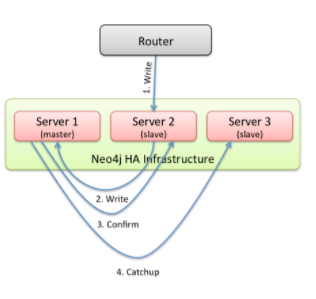 Router
1. Write
Server 1
(master)
Server 2
(slave)
Server 3
(slave)
Neo4j HA Infrastructure
2. Write
3. Confirm
4. Catchup